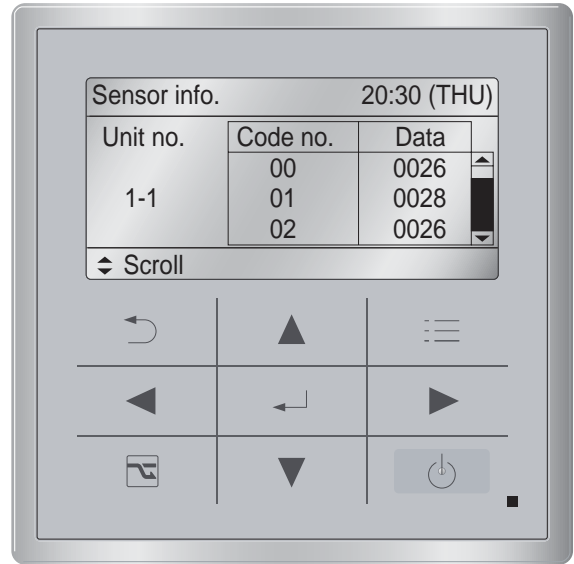 Sensor info. 20:30 (THU)
Unit no. Code no. Data
00 0026
1-1 01 0028
02 0026
Scroll